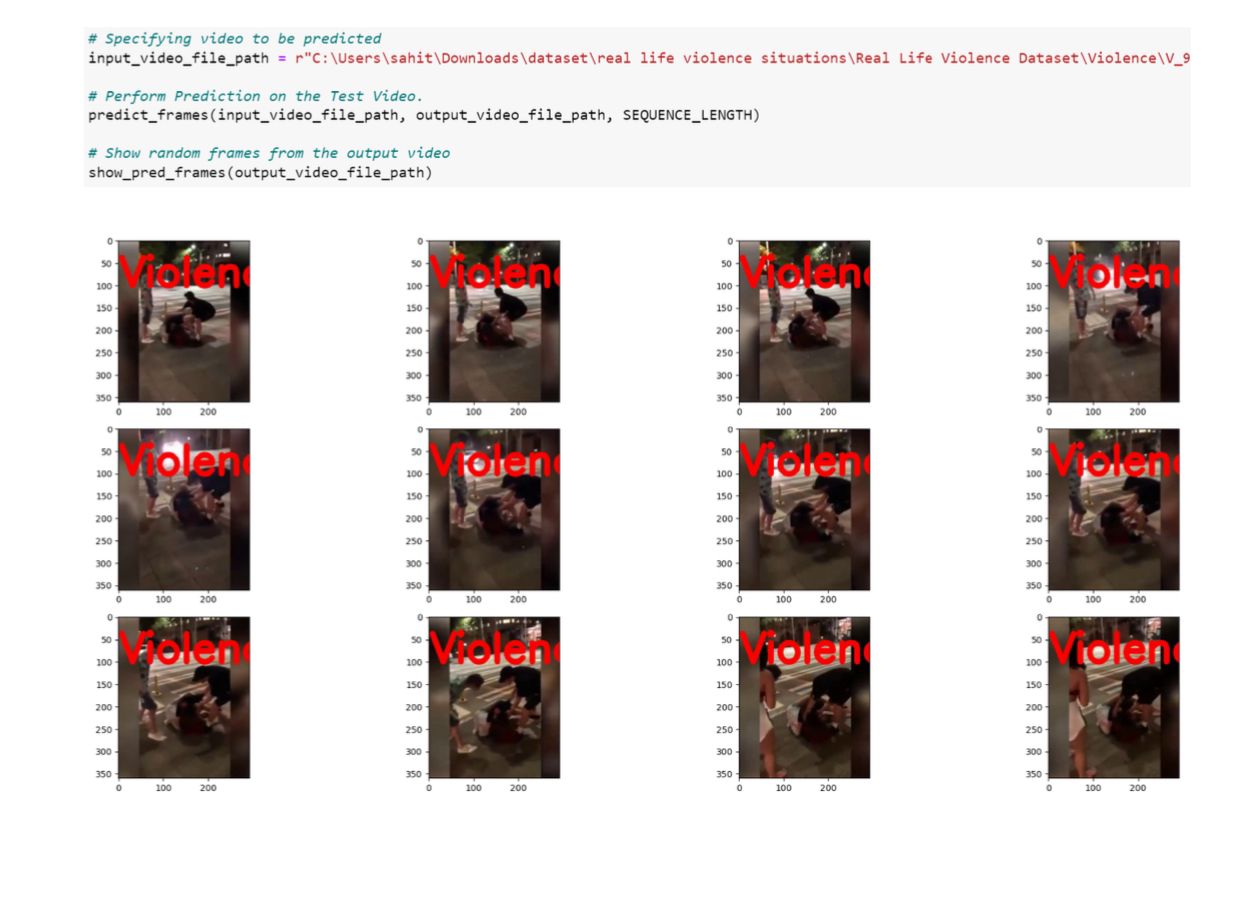 # Specifying video to be predicted
input_video_file_path = r"C:\Users\sahit\Downloads\dataset\real life violence situations\Real Life Violence Dataset\Violence\V_9
# Perform Prediction on the Test Video.
predict_frames(input_video_file_path, output_video_file_path, SEQUENCE_LENGTH)
# Show random frames from the output video
show_pred_frames(output_video_file_path)
0 0 0 0
Violenc Violenc Violenc Violenc
50 50 50 50
100 100 100 100
150 150 150 150
200 200 200 200
250 250 250 250
300 300 300 300
350 350 350 350
0 100 200 0 100 200 0 100 200 0 100 200
0 0 0 0
Violenc Violenc Violenc Violenc
50 50 50 50
100 100 100 100
150 150 150 150
200 200 200 200
250 250 250 250
300 300 300 300
350 350 350 350
0 100 200 0 100 200 0 100 200 0 100 200
0 0 0 0
Violenc Violenc Violenc Violenc
50 50 50 50
100 100 100 100
150 150 150 150
200 200 200 200
250 250 250 250
300 300 300 300
350 350 350 350
0 100 200 0 100 200 0 100 200 0 100 200